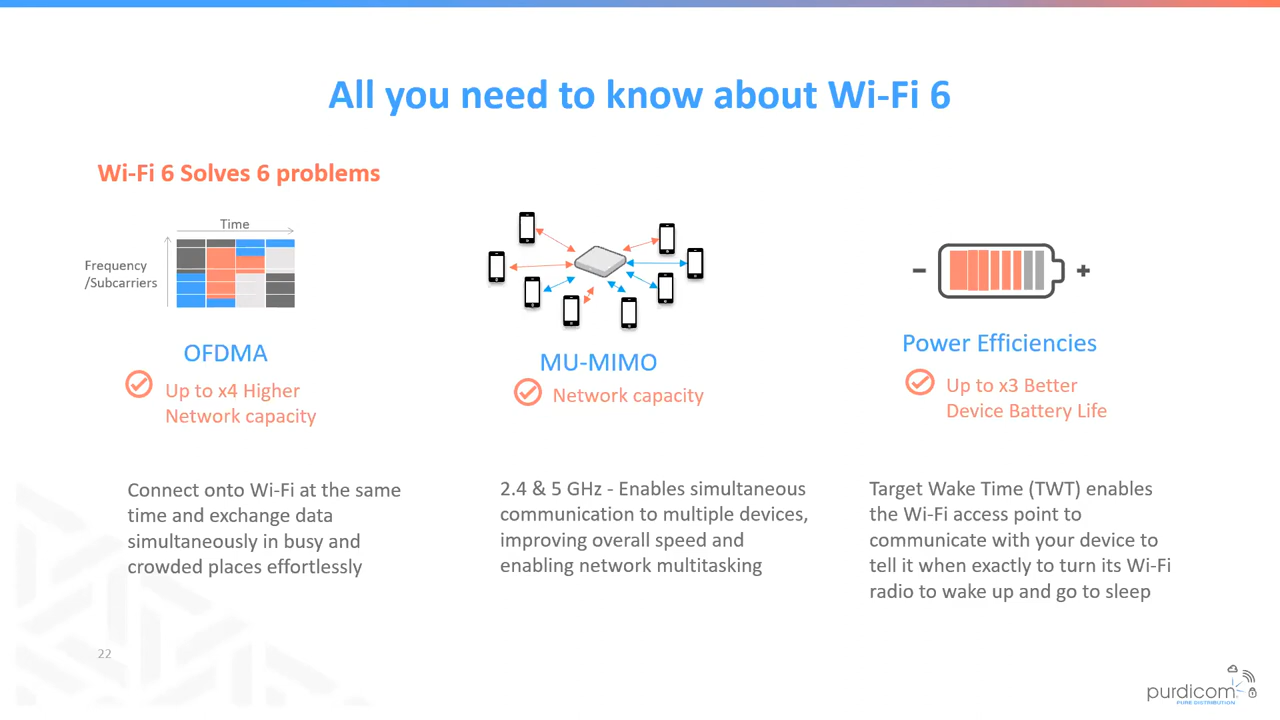 All you need to know about Wi-Fi 6
Wi-Fi 6 Solves 6 problems
Time
Frequency
/Subcarriers
OFDMA
Up to x4 Higher
Network capacity
Connect onto Wi-Fi at the same
time and exchange data
simultaneously in busy and
crowded places effortlessly
MU-MIMO
Network capacity
2.4 & 5 GHz - Enables simultaneous
communication to multiple devices,
improving overall speed and
enabling network multitasking
- +
Power Efficiencies
Up to x3 Better
Device Battery Life
Target Wake Time (TWT) enables
the Wi-Fi access point to
communicate with your device to
tell it when exactly to turn its Wi-Fi
radio to wake up and go to sleep
22
purdicom
PURE DISTRIBUTION